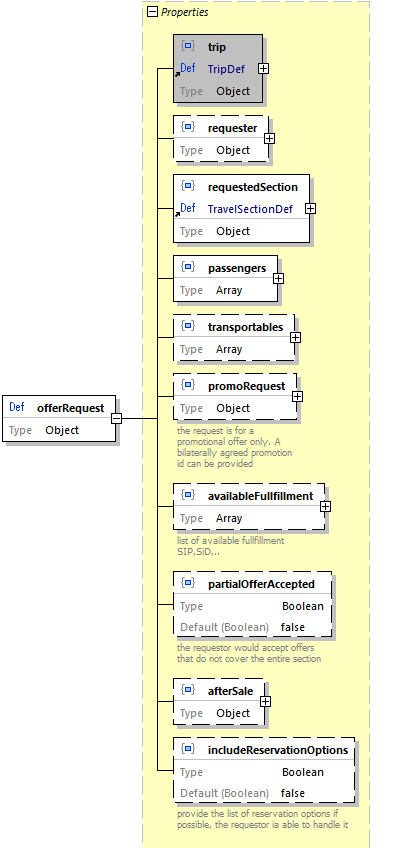 Properties
trip
Def TripDef
Type Object
requester
Type Object
requestedSection
Def TravelSectionDef
Type Object
passengers
Type Array
transportables
Type Array
Def offerRequest
Type Object
promoRequest
Type Object
the request is for a
promotional offer only. A
bilaterally agreed promotion
id can be provided
availableFullfillment
Type Array
list of available fullfillment
SIP,SiD,..
partialOfferAccepted
Type Boolean
Default (Boolean) false
the requestor would accept offers
that do not cover the entire section
afterSale
Type Object
includeReservationOptions
Type Boolean
Default (Boolean) false
provide the list of reservation options if
possible, the requestor ia able to handle it